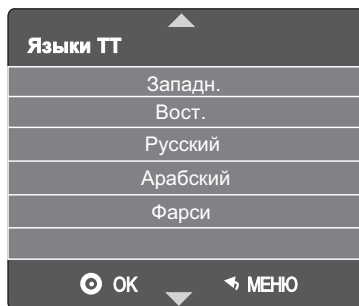 Языки ТТ
Западн.
Вост.
Русский
Арабский
Фарси
OK МЕНЮ